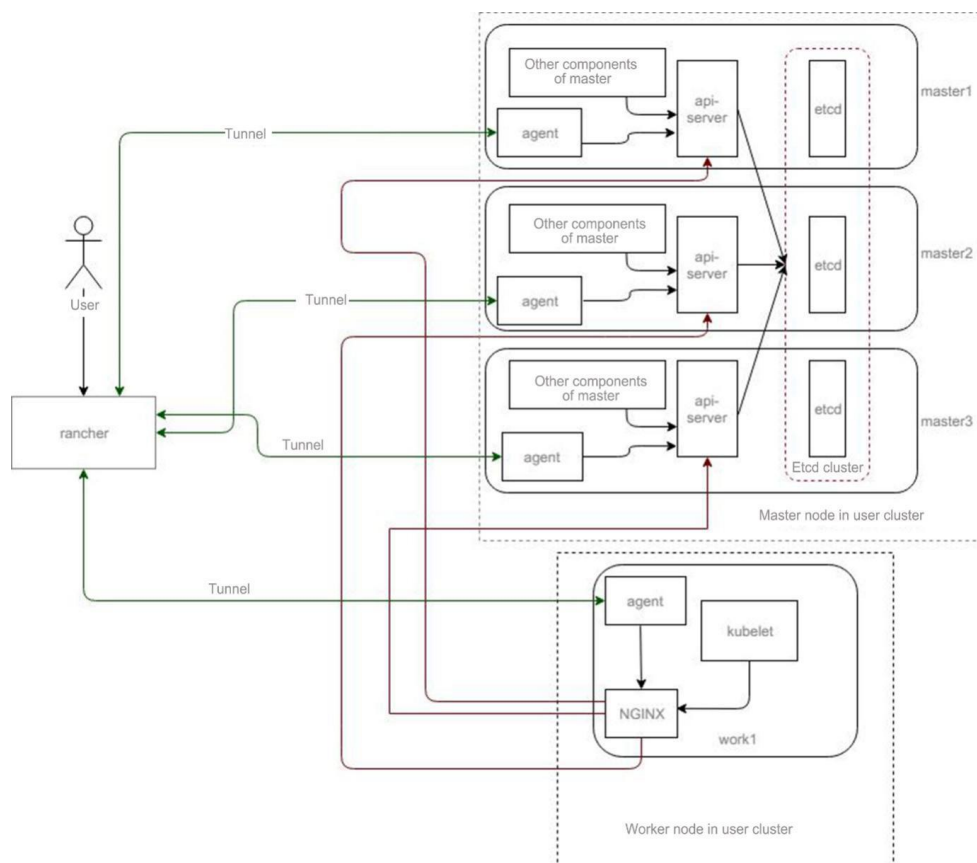 Other components
of master
api-
server
etcd
master1
agent
Tunnel
Other components
of master
api-
server
etcd
master2
agent
Tunnel
User
Other components
of master
api-
server
etcd
master3
rancher
Tunnel
agent
Etcd cluster
Master node in user cluster
Tunnel
agent
kubelet
NGINX
work1
Worker node in user cluster